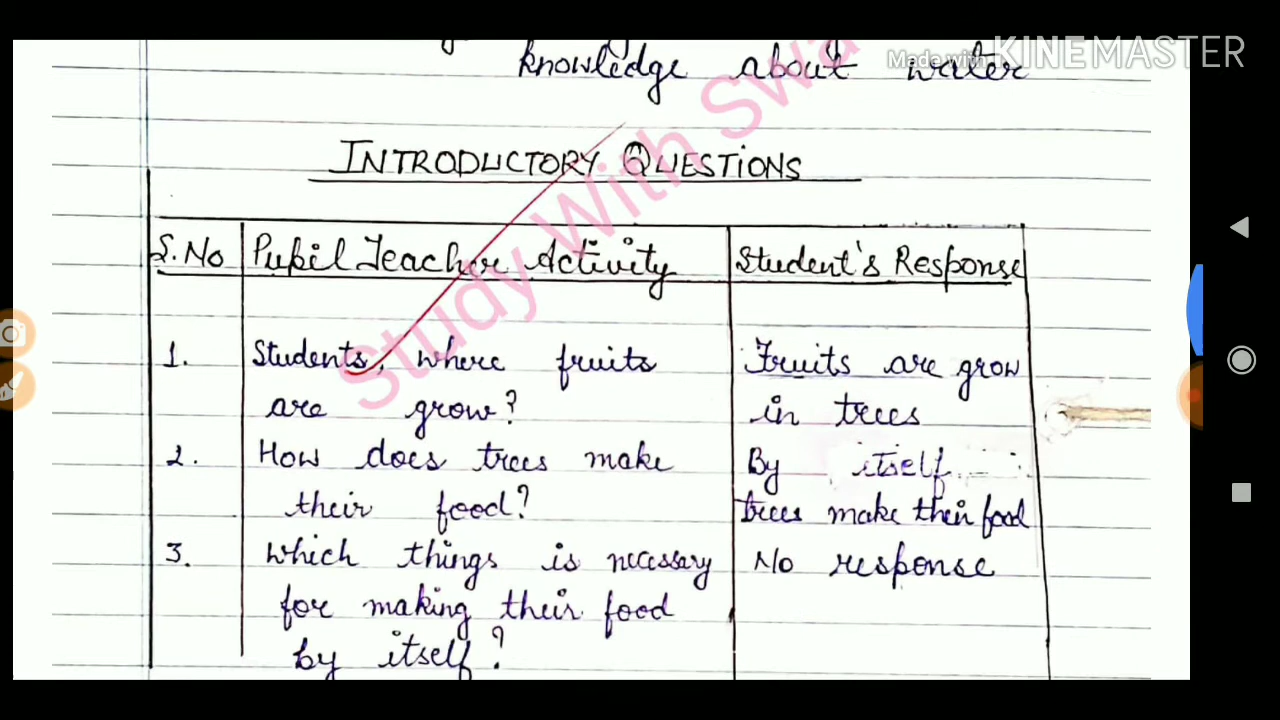 Made with KINEMASTER
knowledge about water
Study With Swa
INTRODUCTORY QUESTIONS
S.No Pupil Teacher Activity Student's Response
1. Students, where fruits are grow? Fruits are grow in trees
2. How does trees make their food? By itself trees make their food
3. which things is necessary for making their food by itself? No response